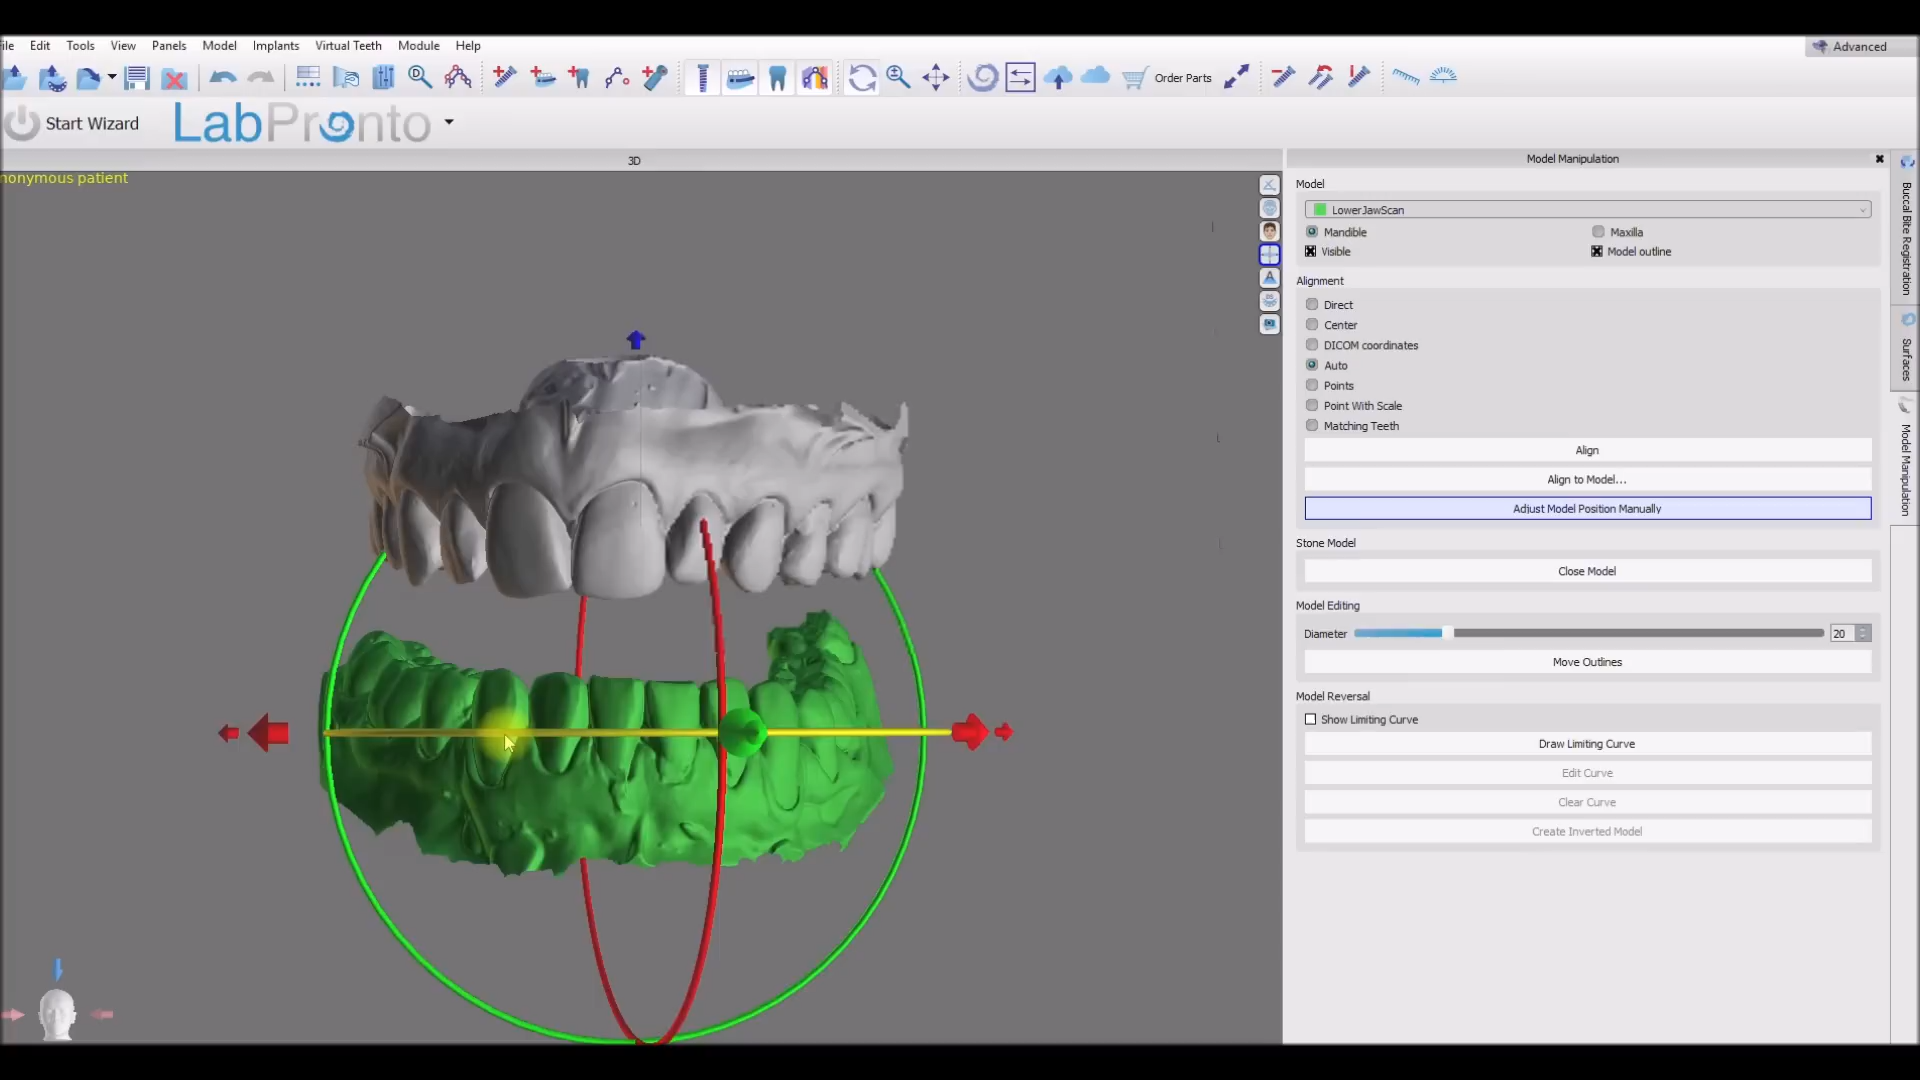 ile Edit Tools View Panels Model Implants Virtual Teeth Module Help
Advanced
Order Parts
Start Wizard
LabPronto
3D
Model Manipulation
nonymous patient
Model
LowerJawScan
Mandible Maxilla
Visible Model outline
Alignment
Direct
Center
DICOM coordinates
Auto
Points
Point With Scale
Matching Teeth
Align
Align to Model...
Adjust Model Position Manually
Stone Model
Close Model
Model Editing
Diameter 20
Move Outlines
Model Reversal
Show Limiting Curve
Draw Limiting Curve
Edit Curve
Clear Curve
Create Inverted Model
Buccal Bite Registration
Surfaces
Model Manipulation